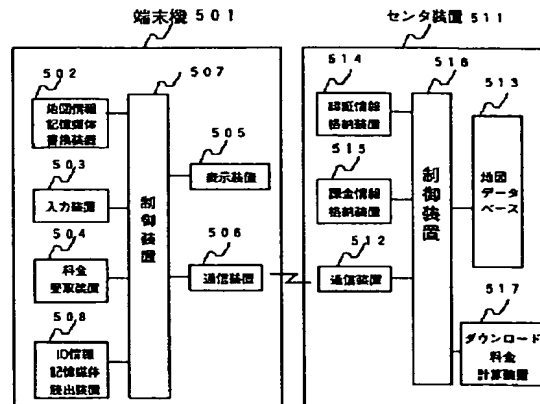 端末機 501
センタ装置 511
502
507
514
516
513
地図情報
記憶媒体
書換装置
認証情報
格納装置
503
505
515
入力装置
表示装置
課金情報
格納装置
制御装置
制御装置
地図
データ
ベース
504
506
512
料金
受取装置
通信装置
通信装置
517
508
ID情報
記憶媒体
読出装置
ダウンロード
料金
計算装置